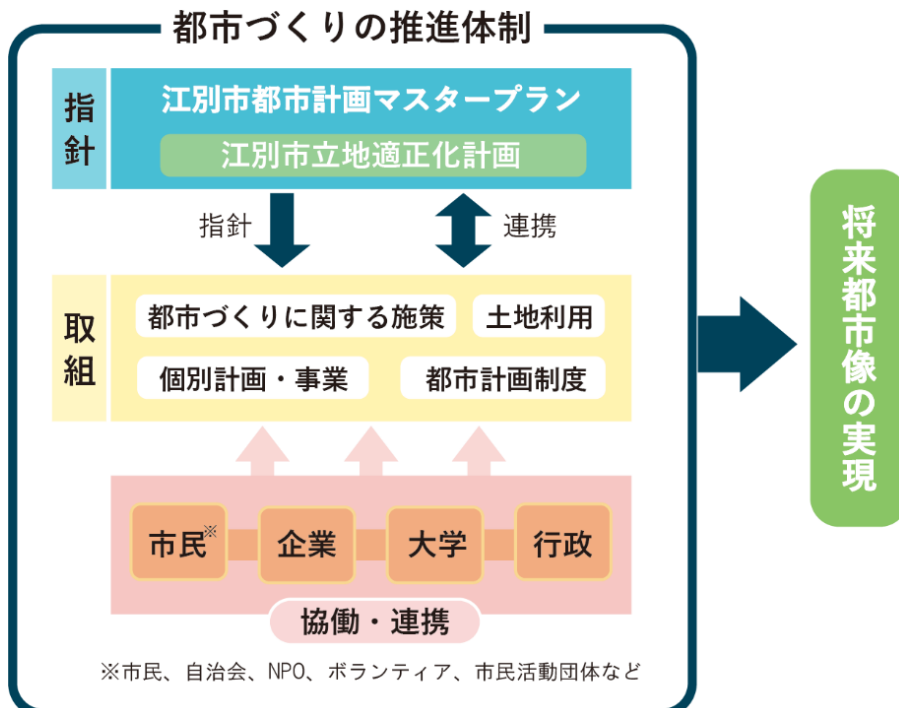 都市づくりの推進体制
指針
江別市都市計画マスタープラン
江別市立地適正化計画
指針
連携
取組
都市づくりに関する施策
土地利用
個別計画・事業
都市計画制度
市民※
企業
大学
行政
協働・連携
※市民、自治会、NPO、ボランティア、市民活動団体など
将来都市像の実現